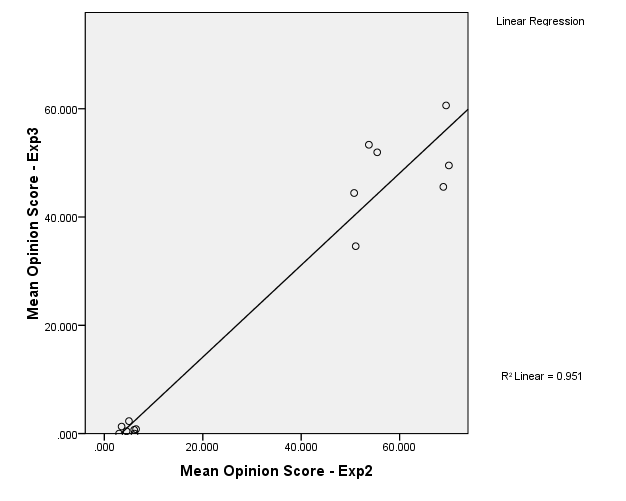 Linear Regression
60.000
40.000
20.000
.000
Mean Opinion Score - Exp3
.000 20.000 40.000 60.000
Mean Opinion Score - Exp2
R² Linear = 0.951